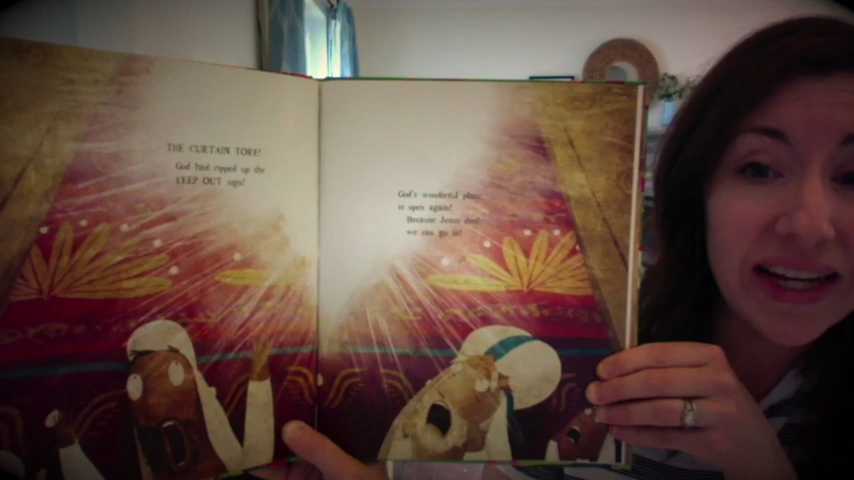 THE CURTAIN TORE!
God had ripped up the
KEEP OUT sign!
God's wonderful place
is open again!
Because Jesus died,
we can go in!